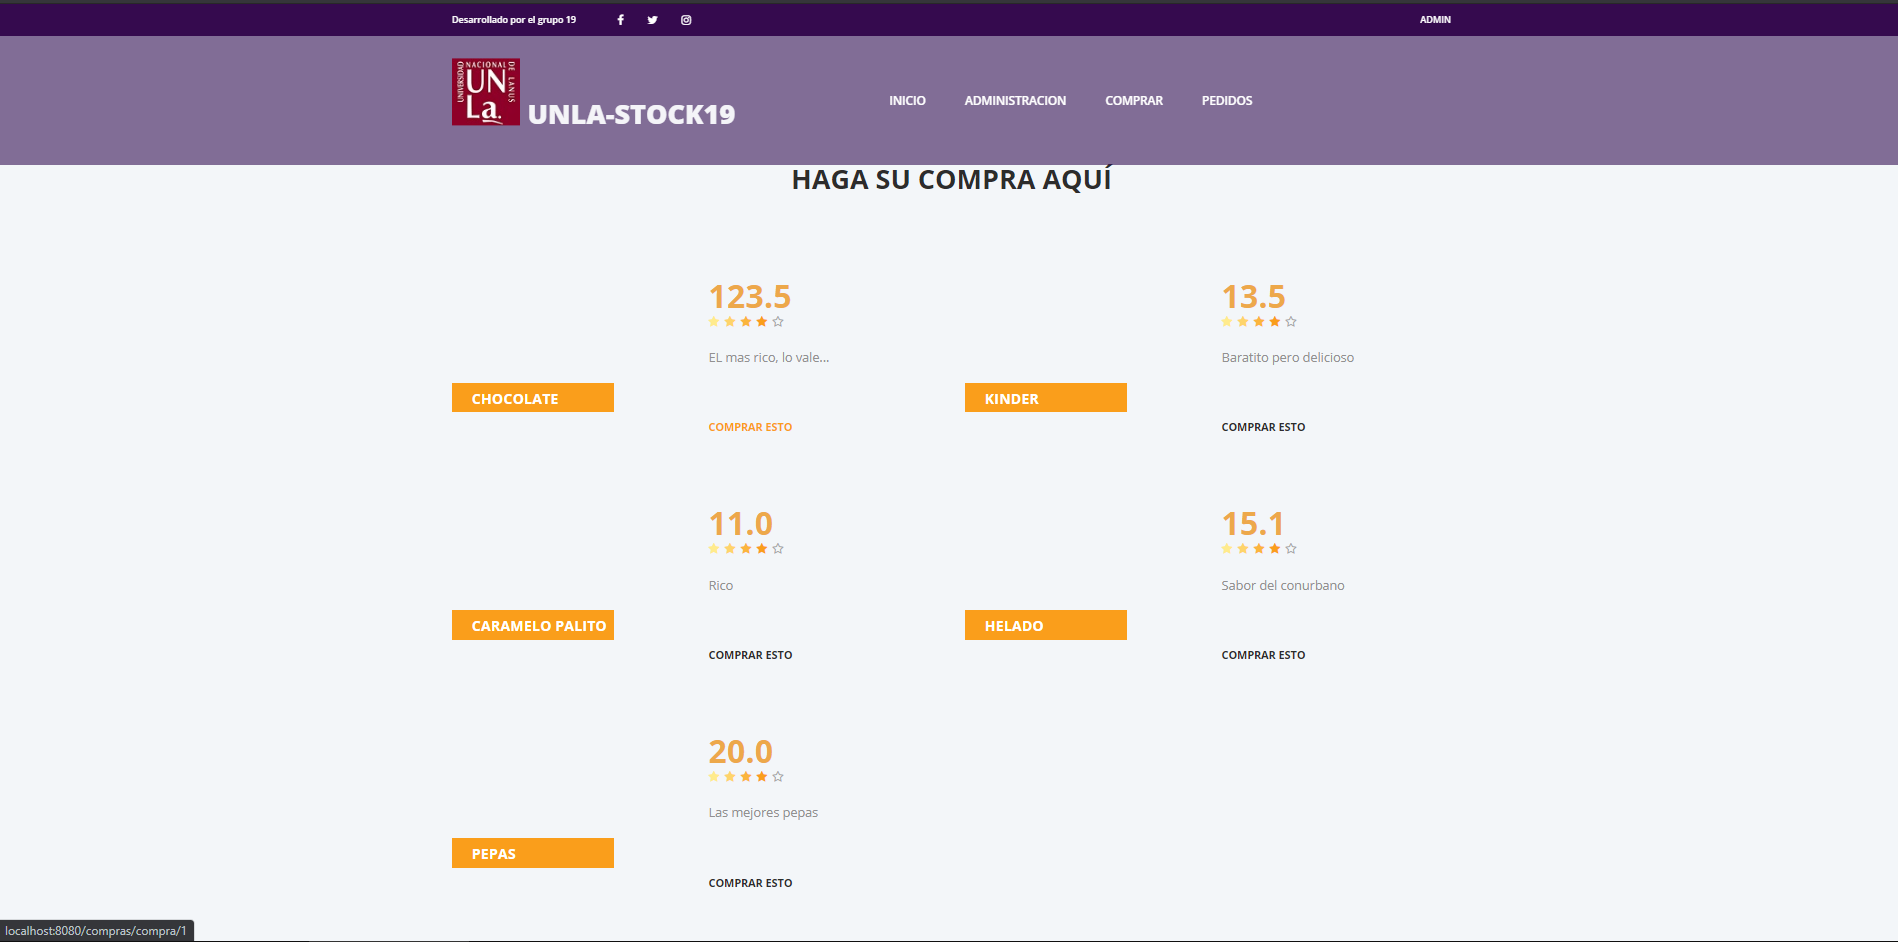 Desarrollado por el grupo 19
ADMIN
UNIVERSIDAD NACIONAL DE LANUS
UN
La.
UNLA-STOCK19
INICIO ADMINISTRACION COMPRAR PEDIDOS
HAGA SU COMPRA AQUÍ
CHOCOLATE
123.5
EL mas rico, lo vale...
COMPRAR ESTO
KINDER
13.5
Baratito pero delicioso
COMPRAR ESTO
CARAMELO PALITO
11.0
Rico
COMPRAR ESTO
HELADO
15.1
Sabor del conurbano
COMPRAR ESTO
PEPAS
20.0
Las mejores pepas
COMPRAR ESTO
localhost:8080/compras/compra/1